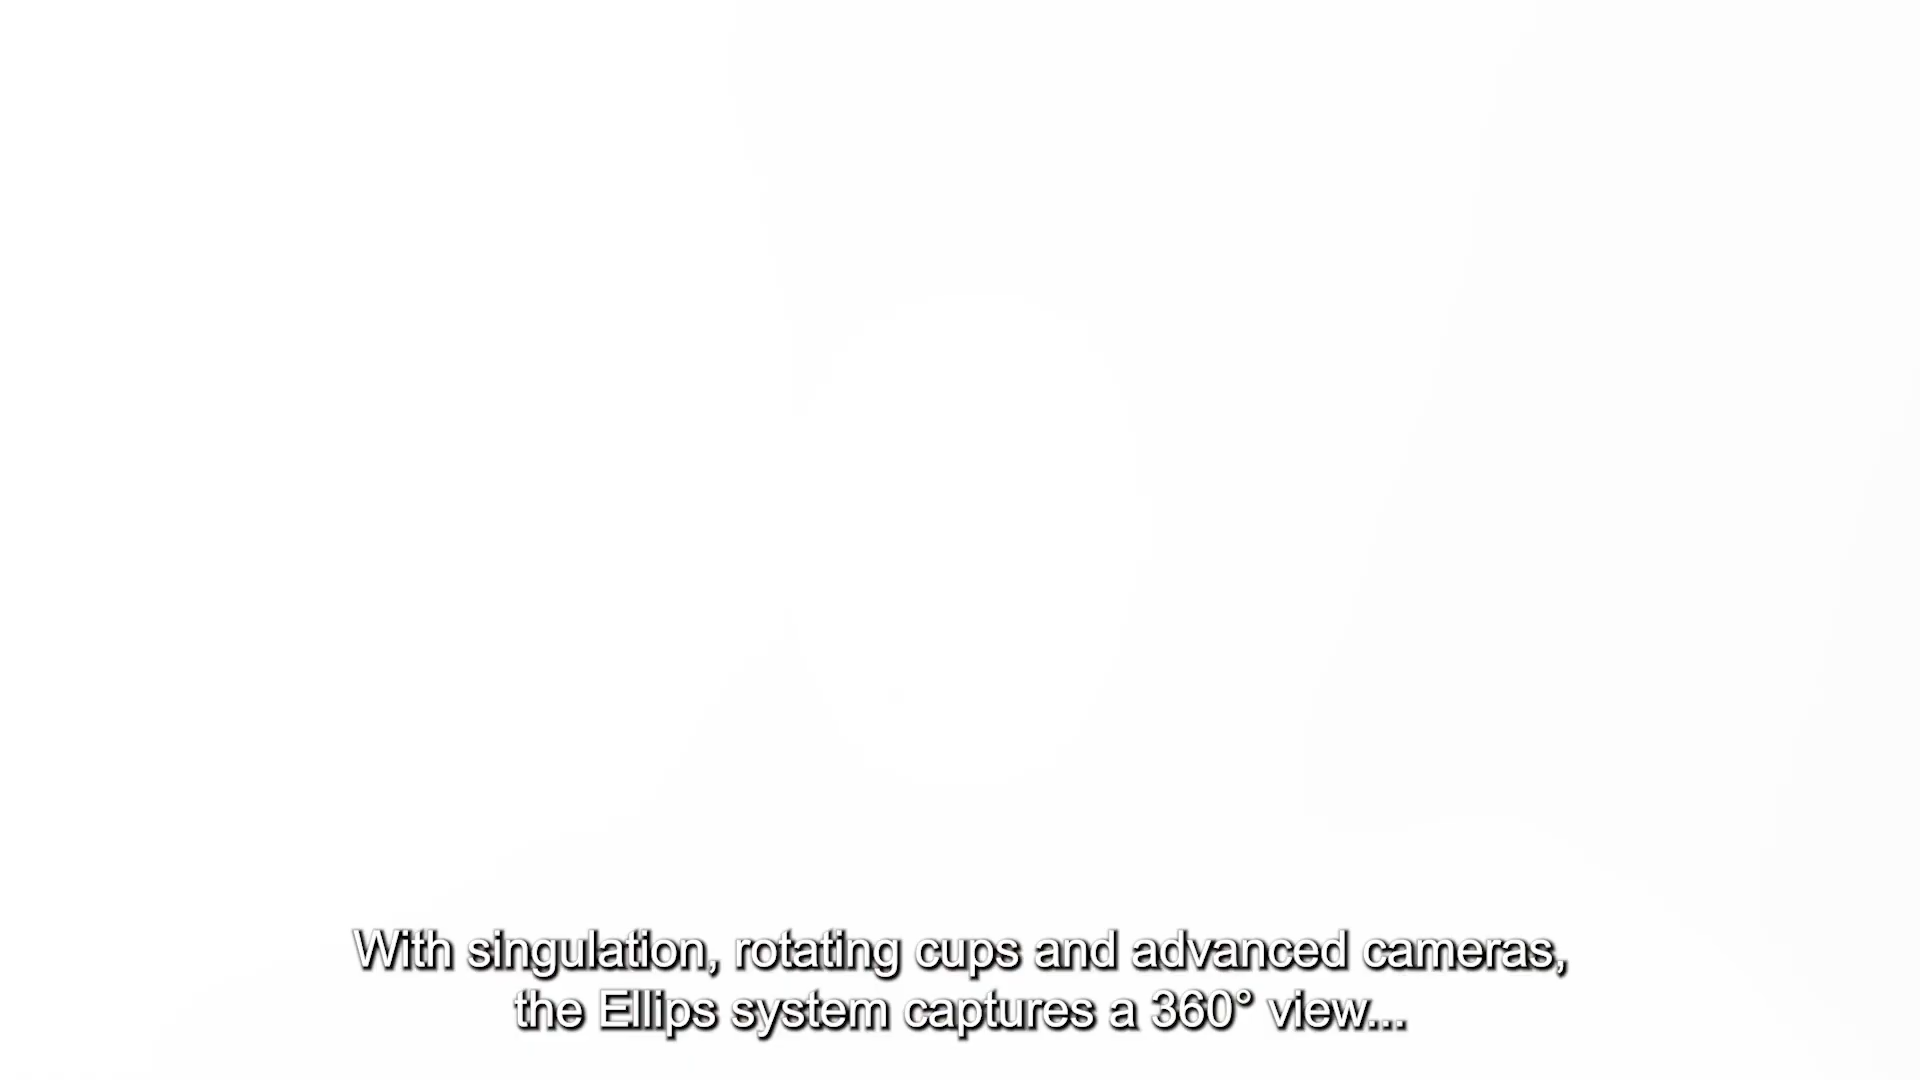 With singulation, rotating cups and advanced cameras,
the Ellips system captures a 360° view...